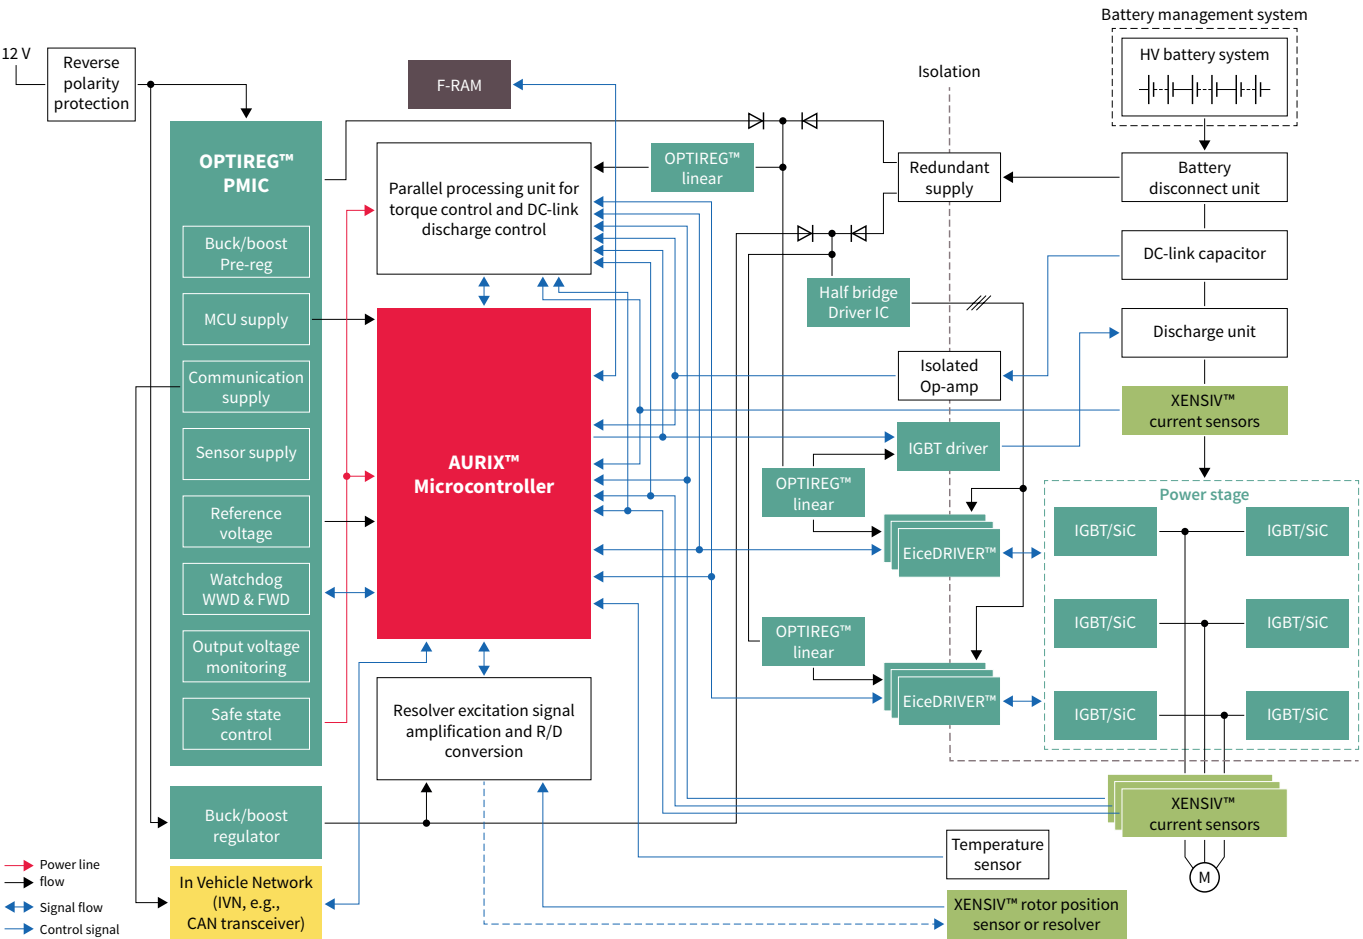 Battery management system
12 V
Reverse
polarity
protection
F-RAM
Isolation
HV battery system
OPTIREG™
PMIC
Parallel processing unit for
torque control and DC-link
discharge control
OPTIREG™
linear
Redundant
supply
Battery
disconnect unit
Buck/boost
Pre-reg
DC-link capacitor
MCU supply
Half bridge
Driver IC
Discharge unit
Communication
supply
Isolated
Op-amp
XENSIV™
current sensors
Sensor supply
AURIX™
Microcontroller
IGBT driver
OPTIREG™
linear
Power stage
Reference
voltage
IGBT/SiC
IGBT/SiC
EiceDRIVER™
Watchdog
WWD & FWD
IGBT/SiC
IGBT/SiC
Output voltage
monitoring
OPTIREG™
linear
EiceDRIVER™
Safe state
control
Resolver excitation signal
amplification and R/D
conversion
IGBT/SiC
IGBT/SiC
Buck/boost
regulator
XENSIV™
current sensors
Temperature
sensor
M
Power line
flow
Signal flow
Control signal
In Vehicle Network
(IVN, e.g.,
CAN transceiver)
XENSIV™ rotor position
sensor or resolver